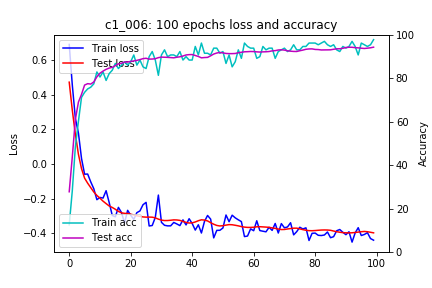 c1_006: 100 epochs loss and accuracy
Train loss
Test loss
Train acc
Test acc
Loss
0.6
0.4
0.2
0.0
−0.2
−0.4
Accuracy
100
80
60
40
20
0
0
20
40
60
80
100